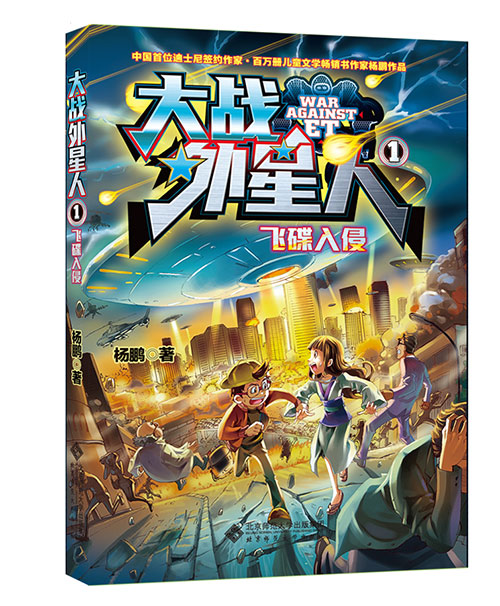 中国首位迪士尼签约作家·百万册儿童文学畅销书作家杨鹏作品
大战
WAR
AGAINST
ET
外星人
1
飞碟入侵
杨鹏 ◎ 著
北京师范大学出版集团
大战外星人
1
飞碟入侵
杨鹏
◎
著